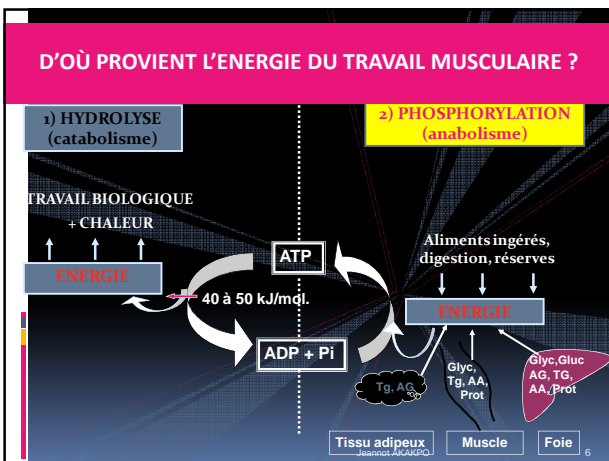 D'OÙ PROVIENT L'ENERGIE DU TRAVAIL MUSCULAIRE ?
1) HYDROLYSE
(catabolisme)
2) PHOSPHORYLATION
(anabolisme)
TRAVAIL BIOLOGIQUE
+ CHALEUR
ENERGIE
ATP
40 à 50 kJ/mol.
ADP + Pi
Aliments ingérés,
digestion, réserves
ENERGIE
Tg, AG
Glyc,
Tg, AA,
Prot
Glyc,Gluc
AG, TG,
AA, Prot
Tissu adipeux
Muscle
Foie
Jeannot AKAKPO
6